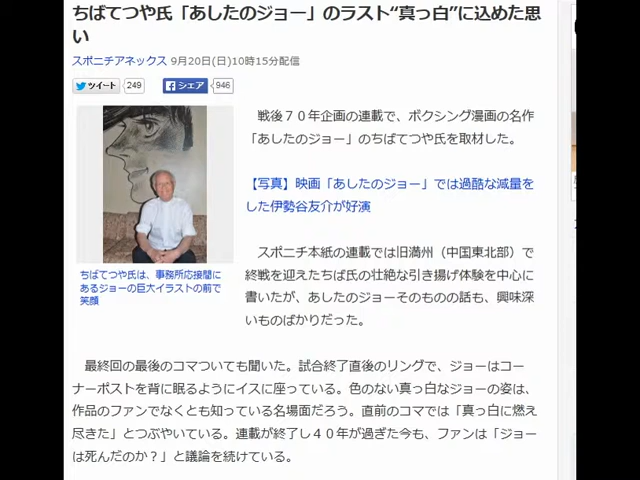 ちばてつや氏「あしたのジョー」のラスト“真っ白”に込めた思
い
スポニチアネックス 9月20日(日)10時15分配信
ツイート 249 シェア 946
戦後７０年企画の連載で、ボクシング漫画の名作
「あしたのジョー」のちばてつや氏を取材した。
【写真】映画「あしたのジョー」では過酷な減量を
した伊勢谷友介が好演
ちばてつや氏は、事務所応接間に
あるジョーの巨大イラストの前で
笑顔
スポニチ本紙の連載では旧満州（中国東北部）で
終戦を迎えたちば氏の壮絶な引き揚げ体験を中心に
書いたが、あしたのジョーそのものの話も、興味深
いものばかりだった。
最終回の最後のコマついても聞いた。試合終了直後のリングで、ジョーはコー
ナーポストを背に眠るようにイスに座っている。色のない真っ白なジョーの姿は、
作品のファンでなくとも知っている名場面だろう。直前のコマでは「真っ白に燃え
尽きた」とつぶやいている。連載が終了し４０年が過ぎた今も、ファンは「ジョー
は死んだのか？」と議論を続けている。